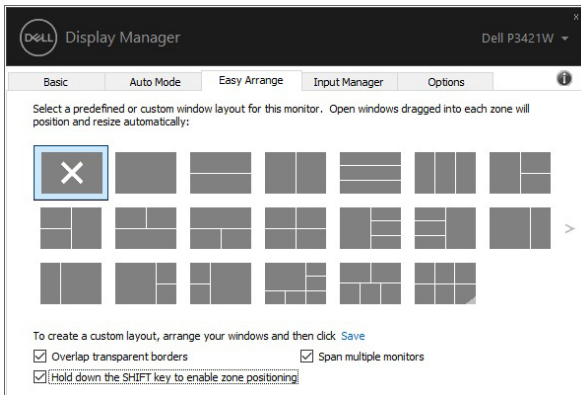 DELL Display Manager
Dell P3421W
Basic Auto Mode Easy Arrange Input Manager Options
Select a predefined or custom window layout for this monitor. Open windows dragged into each zone will
position and resize automatically:
To create a custom layout, arrange your windows and then click Save
Overlap transparent borders
Span multiple monitors
Hold down the SHIFT key to enable zone positioning